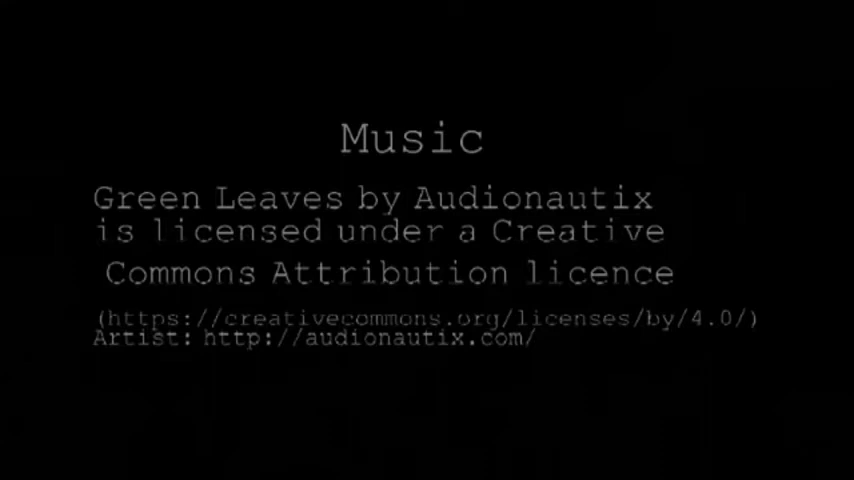 Music
Green Leaves by Audionautix
is licensed under a Creative
Commons Attribution licence
(https://creativecommons.org/licenses/by/4.0/)
Artist: http://audionautix.com/